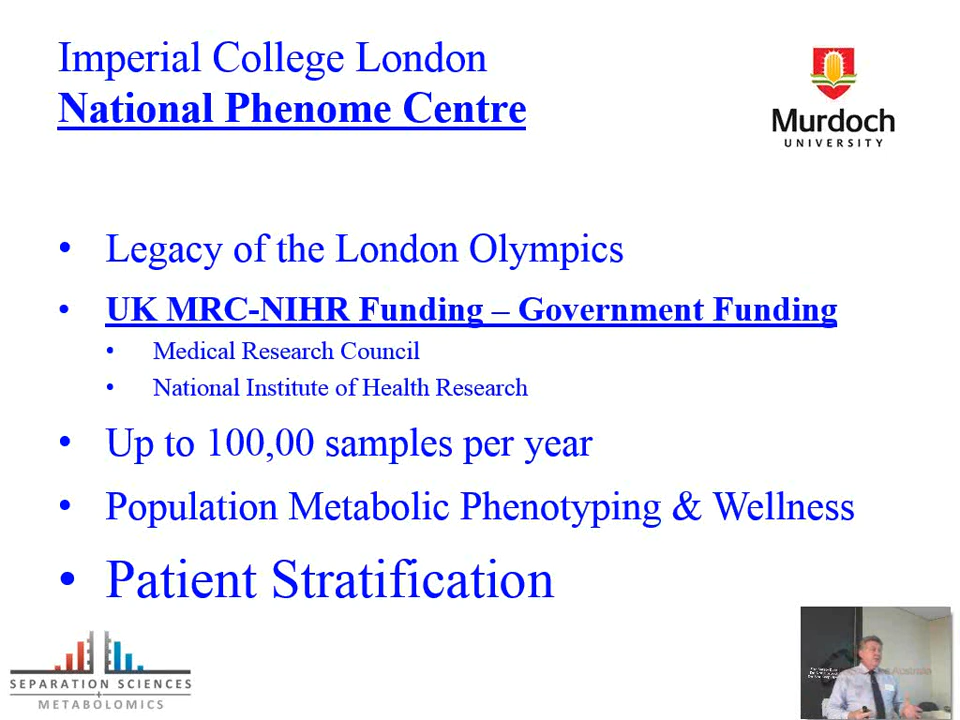 Imperial College London
National Phenome Centre
Murdoch
UNIVERSITY
• Legacy of the London Olympics
• UK MRC-NIHR Funding – Government Funding
• Medical Research Council
• National Institute of Health Research
• Up to 100,00 samples per year
• Population Metabolic Phenotyping & Wellness
• Patient Stratification
SEPARATION SCIENCES
+
METABOLOMICS
Australia